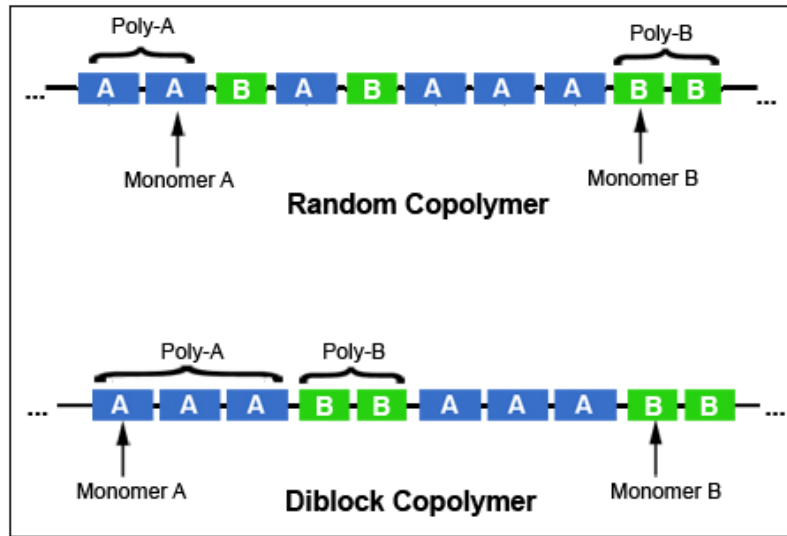 Poly-A Poly-B
... A A B A B A A A B B ...
Monomer A Monomer B
Random Copolymer
Poly-A Poly-B
... A A A B B A A A B B ...
Monomer A Monomer B
Diblock Copolymer